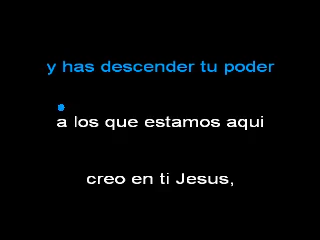 y has descender tu poder
a los que estamos aqui
creo en ti Jesus,